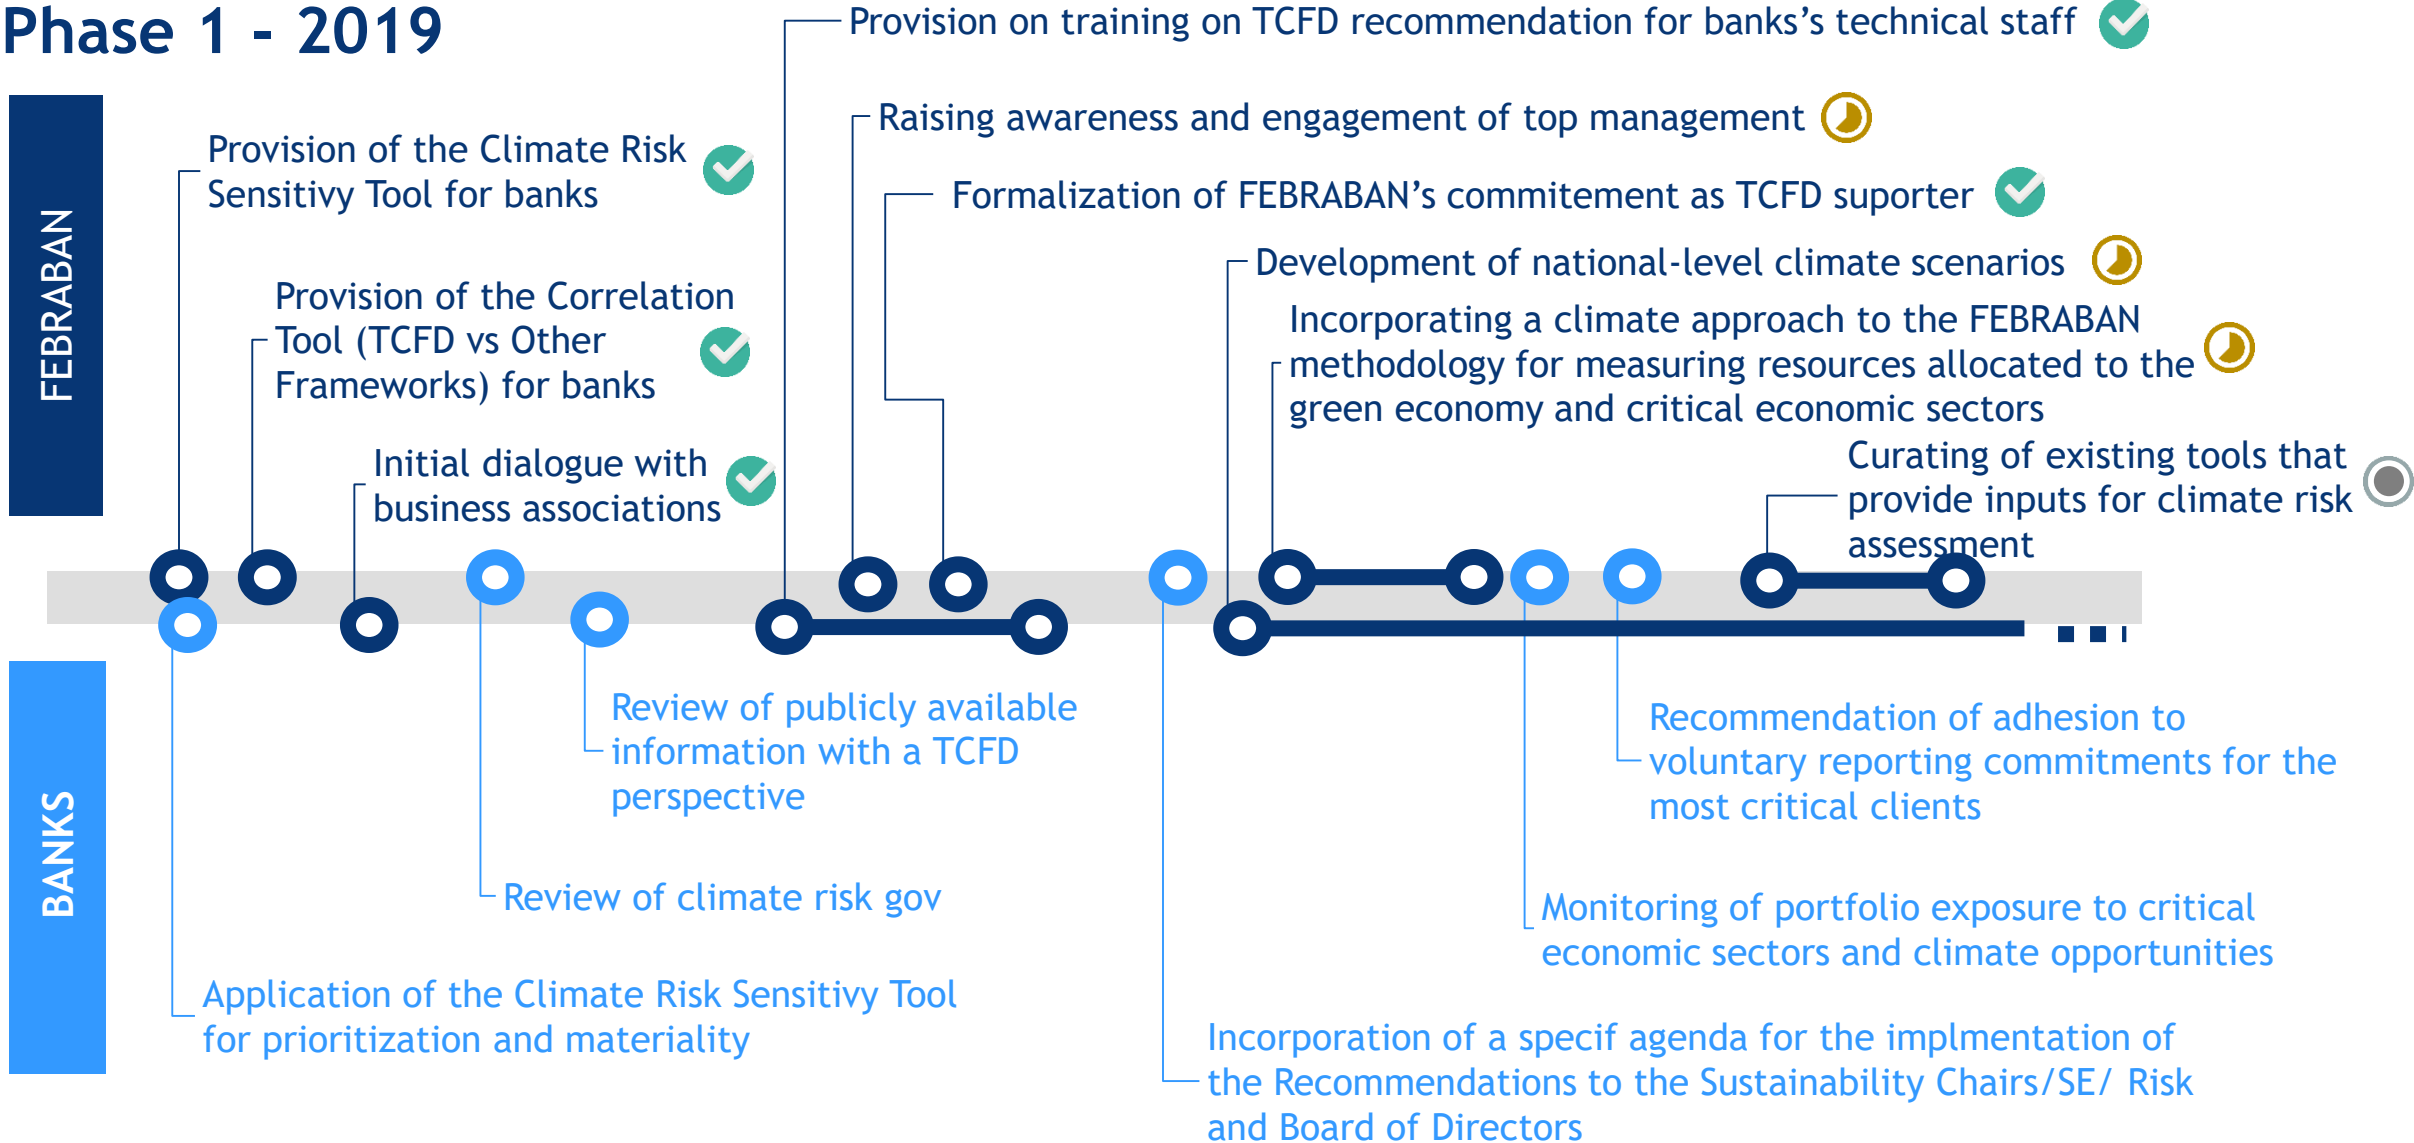 Phase 1 - 2019
Provision on training on TCFD recommendation for banks's technical staff
Raising awareness and engagement of top management
Provision of the Climate Risk
Sensitivy Tool for banks
Formalization of FEBRABAN's commitement as TCFD suporter
FEBRABAN
Development of national-level climate scenarios
Provision of the Correlation
Tool (TCFD vs Other
Frameworks) for banks
Incorporating a climate approach to the FEBRABAN
methodology for measuring resources allocated to the
green economy and critical economic sectors
Initial dialogue with
business associations
Curating of existing tools that
provide inputs for climate risk
assessment
BANKS
Review of publicly available
information with a TCFD
perspective
Recommendation of adhesion to
voluntary reporting commitments for the
most critical clients
Review of climate risk gov
Monitoring of portfolio exposure to critical
economic sectors and climate opportunities
Application of the Climate Risk Sensitivy Tool
for prioritization and materiality
Incorporation of a specif agenda for the implmentation of
the Recommendations to the Sustainability Chairs/SE/ Risk
and Board of Directors